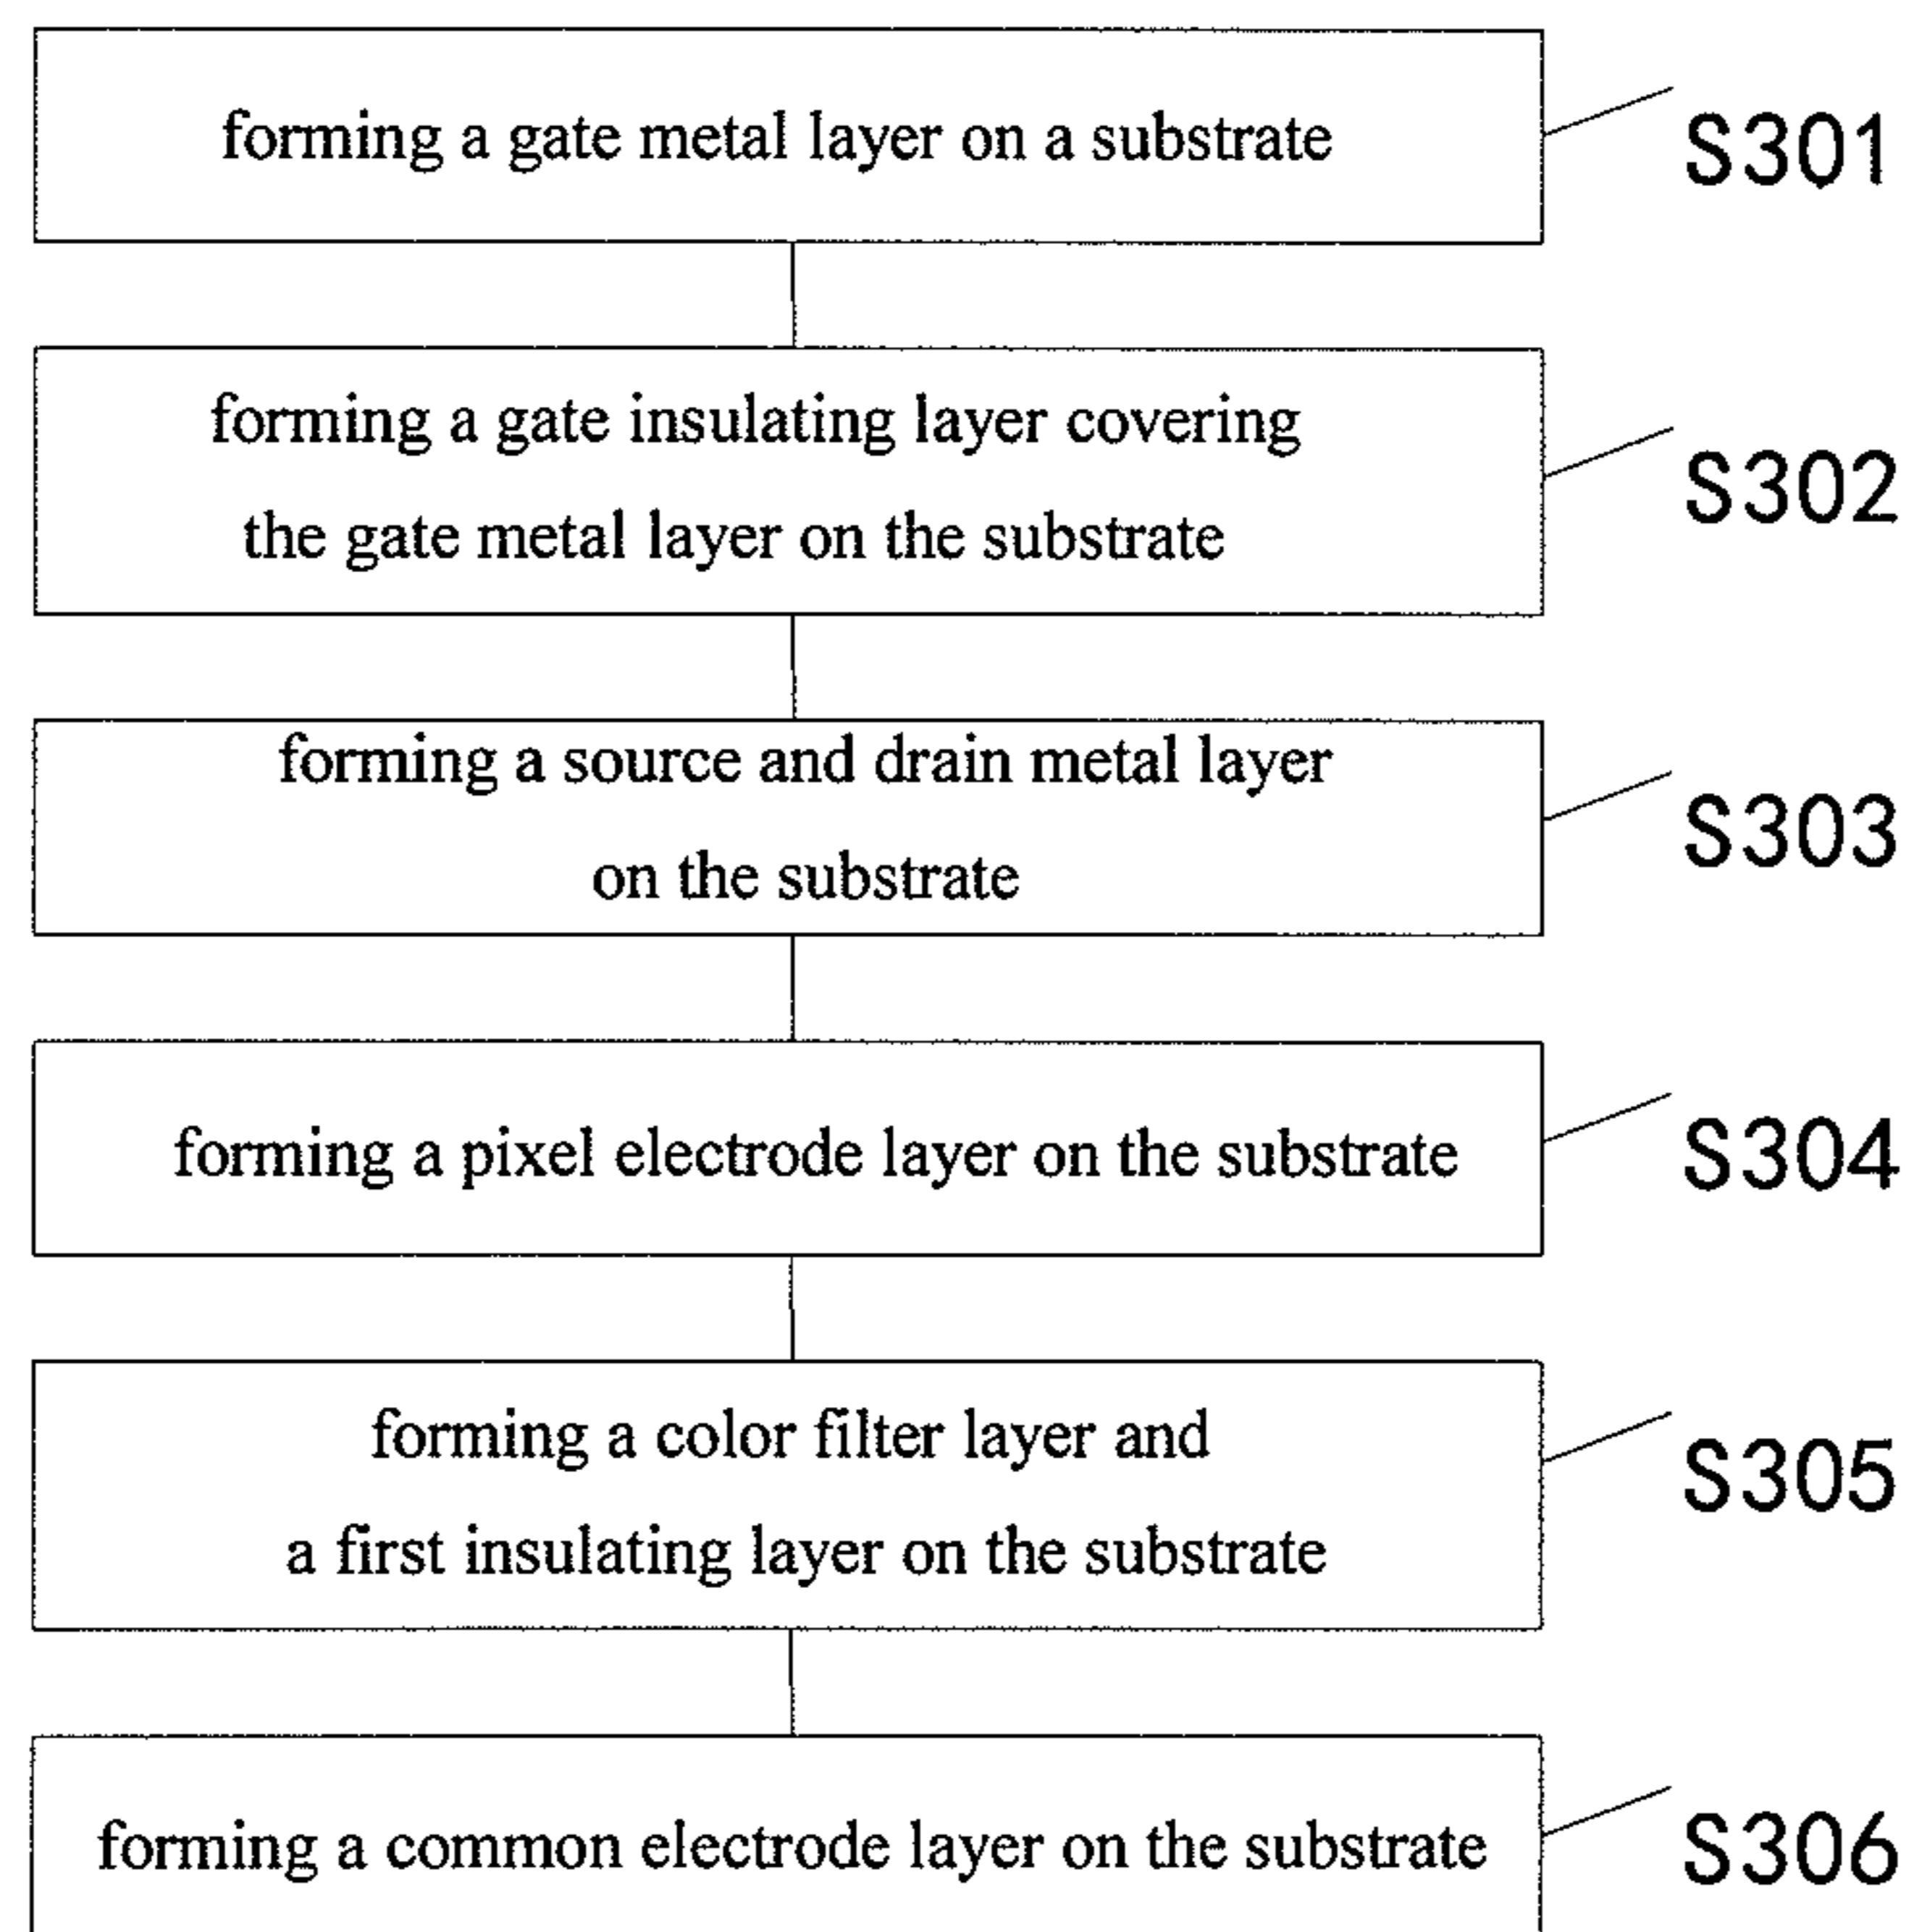 forming a gate metal layer on a substrate
S301
forming a gate insulating layer covering
the gate metal layer on the substrate
S302
forming a source and drain metal layer
on the substrate
S303
forming a pixel electrode layer on the substrate
S304
forming a color filter layer and
a first insulating layer on the substrate
S305
forming a common electrode layer on the substrate
S306